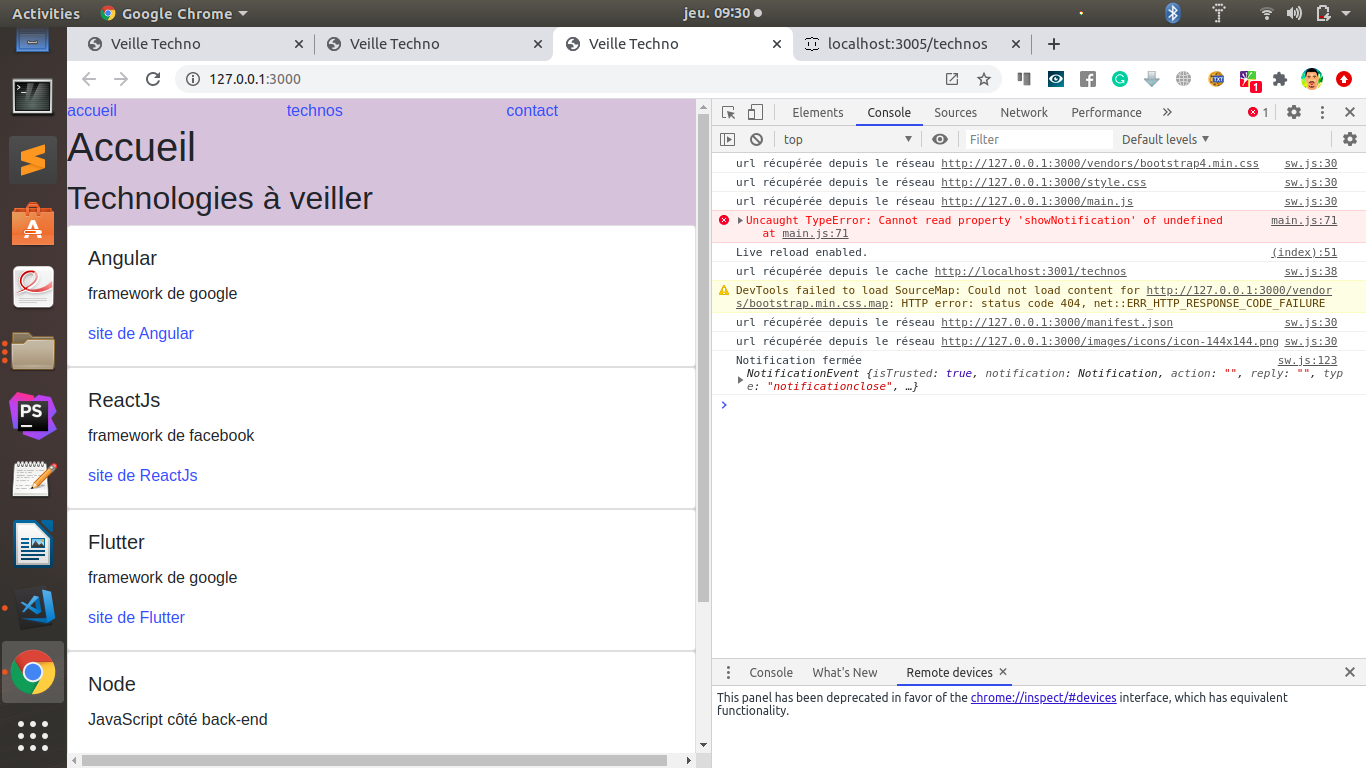 Activities
Google Chrome
jeu. 09:30
Veille Techno
Veille Techno
Veille Techno
localhost:3005/technos
127.0.0.1:3000
TXT
1
accueil
technos
contact
Accueil
Technologies à veiller
Angular
framework de google
site de Angular
ReactJs
framework de facebook
site de ReactJs
Flutter
framework de google
site de Flutter
Node
JavaScript côté back-end
PS
Elements
Console
Sources
Network
Performance
1
top
Filter
Default levels
url récupérée depuis le réseau http://127.0.0.1:3000/vendors/bootstrap4.min.css sw.js:30
url récupérée depuis le réseau http://127.0.0.1:3000/style.css sw.js:30
url récupérée depuis le réseau http://127.0.0.1:3000/main.js sw.js:30
Uncaught TypeError: Cannot read property 'showNotification' of undefined main.js:71
at main.js:71
Live reload enabled. (index):51
url récupérée depuis le cache http://localhost:3001/technos sw.js:38
DevTools failed to load SourceMap: Could not load content for http://127.0.0.1:3000/vendor
s/bootstrap.min.css.map: HTTP error: status code 404, net::ERR_HTTP_RESPONSE_CODE_FAILURE
url récupérée depuis le réseau http://127.0.0.1:3000/manifest.json sw.js:30
url récupérée depuis le réseau http://127.0.0.1:3000/images/icons/icon-144x144.png sw.js:30
Notification fermée sw.js:123
NotificationEvent {isTrusted: true, notification: Notification, action: "", reply: "", typ
e: "notificationclose", …}
Console
What's New
Remote devices
This panel has been deprecated in favor of the chrome://inspect/#devices interface, which has equivalent
functionality.